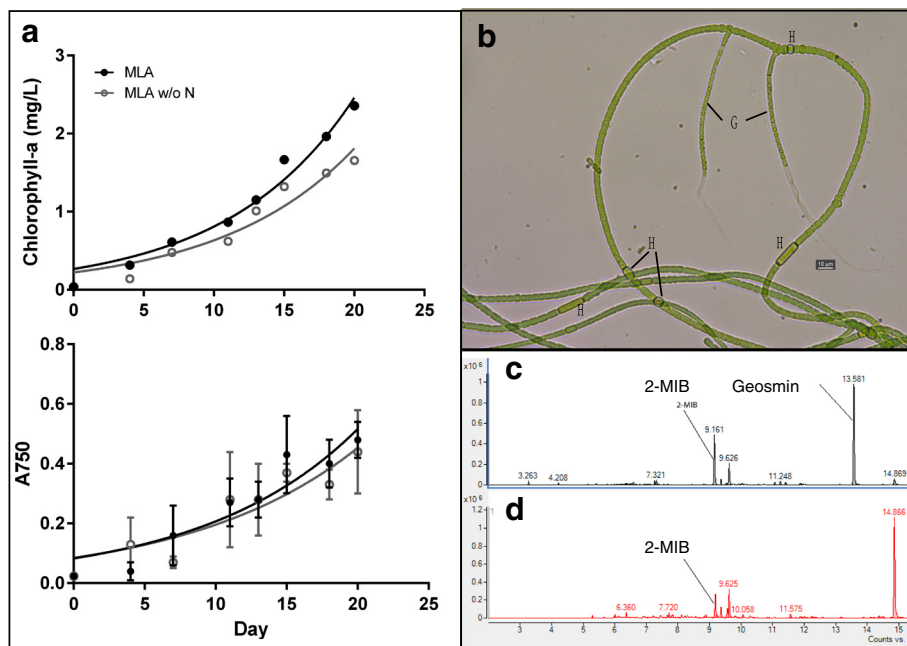 a
3
2
1
0
Chlorophyll-a (mg/L)
MLA
MLA w/o N
0 5 10 15 20 25
0.8
0.6
0.4
0.2
0.0
A750
0 5 10 15 20 25
Day
b
H
G
H
H
H
10 µm
c
x10 6
1
0.8
0.6
0.4
0.2
0
2-MIB
Geosmin
2-MIB
3.263 4.208 7.321 9.161 9.626 11.248 13.581 14.869
d
x10 6
1
0.8
0.6
0.4
0.2
0
2-MIB
6.360 7.720 9.625 10.058 11.575 14.866
3 4 5 6 7 8 9 10 11 12 13 14 15
Counts vs.